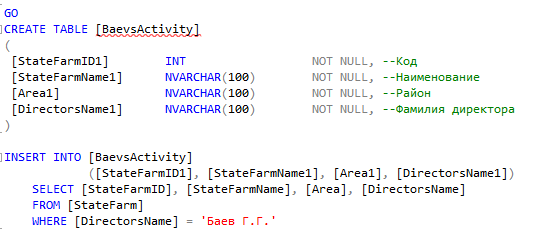 GO
CREATE TABLE [BaevsActivity]
(
[StateFarmID1] INT NOT NULL, --Код
[StateFarmName1] NVARCHAR(100) NOT NULL, --Наименование
[Area1] NVARCHAR(100) NOT NULL, --Район
[DirectorsName1] NVARCHAR(100) NOT NULL, --Фамилия директора
)
INSERT INTO [BaevsActivity]
([StateFarmID1], [StateFarmName1], [Area1], [DirectorsName1])
SELECT [StateFarmID], [StateFarmName], [Area], [DirectorsName]
FROM [StateFarm]
WHERE [DirectorsName] = 'Баев Г.Г.'